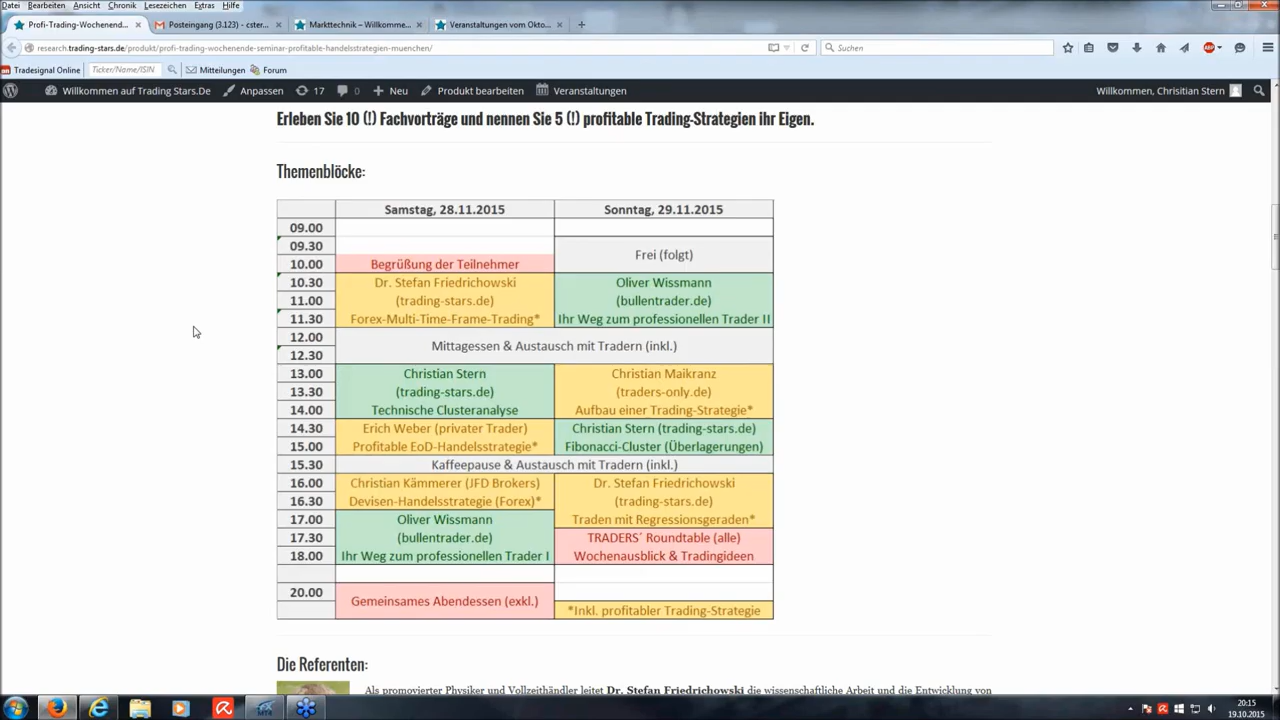 Datei Bearbeiten Ansicht Chronik Lesezeichen Extras Hilfe
Profi-Trading-Wochenend... × Posteingang (3.123) - cster... × Markttechnik – Willkomme... × Veranstaltungen vom Okto... × +
research.trading-stars.de/produkt/profi-trading-wochenende-seminar-profitable-handelsstrategien-muenchen/ Suchen
Tradesignal Online Ticker/Name/ISIN Mitteilungen Forum
Willkommen auf Trading Stars.De Anpassen 17 0 Neu Produkt bearbeiten Veranstaltungen Willkommen, Chrisitian Stern
Erleben Sie 10 (!) Fachvorträge und nennen Sie 5 (!) profitable Trading-Strategien ihr Eigen.
Themenblöcke:
Samstag, 28.11.2015 Sonntag, 29.11.2015
09.00
09.30
Frei (folgt)
10.00 Begrüßung der Teilnehmer
10.30 Dr. Stefan Friedrichowski Oliver Wissmann
11.00 (trading-stars.de) (bullentrader.de)
11.30 Forex-Multi-Time-Frame-Trading* Ihr Weg zum professionellen Trader II
12.00
Mittagessen & Austausch mit Tradern (inkl.)
12.30
13.00 Christian Stern Christian Maikranz
13.30 (trading-stars.de) (traders-only.de)
14.00 Technische Clusteranalyse Aufbau einer Trading-Strategie*
14.30 Erich Weber (privater Trader) Christian Stern (trading-stars.de)
15.00 Profitable EoD-Handelsstrategie* Fibonacci-Cluster (Überlagerungen)
15.30 Kaffeepause & Austausch mit Tradern (inkl.)
16.00 Christian Kämmerer (JFD Brokers) Dr. Stefan Friedrichowski
16.30 Devisen-Handelsstrategie (Forex)* (trading-stars.de)
17.00 Oliver Wissmann Traden mit Regressionsgeraden*
17.30 (bullentrader.de) TRADERS´ Roundtable (alle)
18.00 Ihr Weg zum professionellen Trader I Wochenausblick & Tradingideen
20.00
Gemeinsames Abendessen (exkl.)
*Inkl. profitabler Trading-Strategie
Die Referenten:
Als promovierter Physiker und Vollzeithändler leitet Dr. Stefan Friedrichowski die wissenschaftliche Arbeit und die Entwicklung von
20:15
19.10.2015